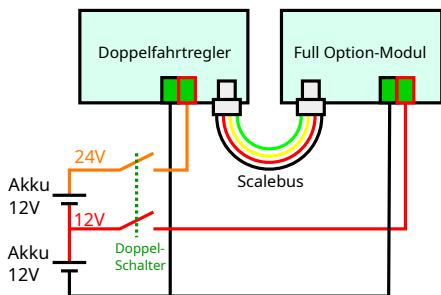 Doppelfahrtregler
Full Option-Modul
24V
Scalebus
Akku
12V
12V
Doppel-
Schalter
Akku
12V